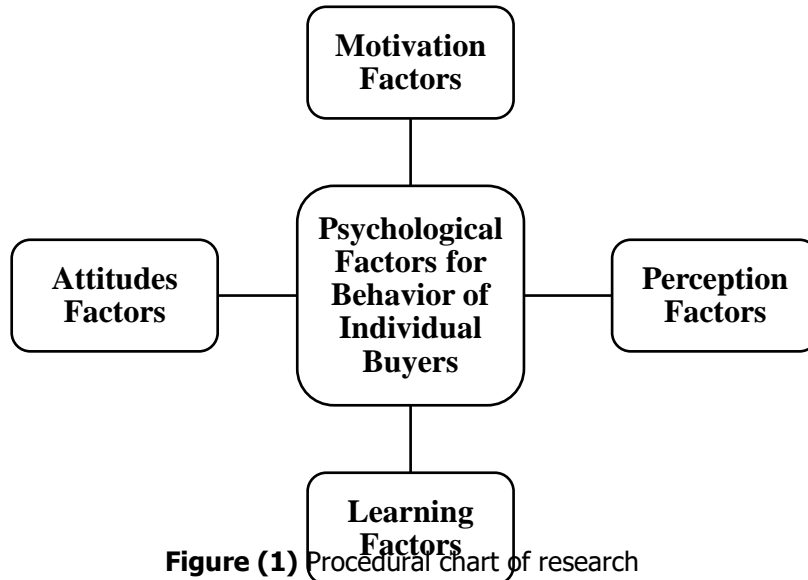 Motivation
Factors
Attitudes
Factors
Psychological
Factors for
Behavior of
Individual
Buyers
Perception
Factors
Learning
Factors
Figure (1) Procedural chart of research